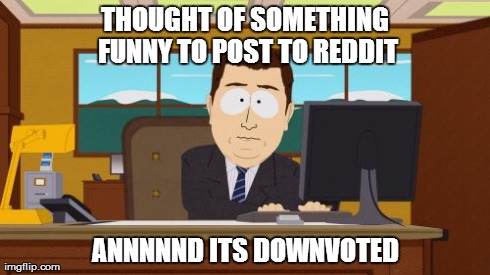 THOUGHT OF SOMETHING
FUNNY TO POST TO REDDIT
ANNNNND ITS DOWNVOTED
imgflip.com